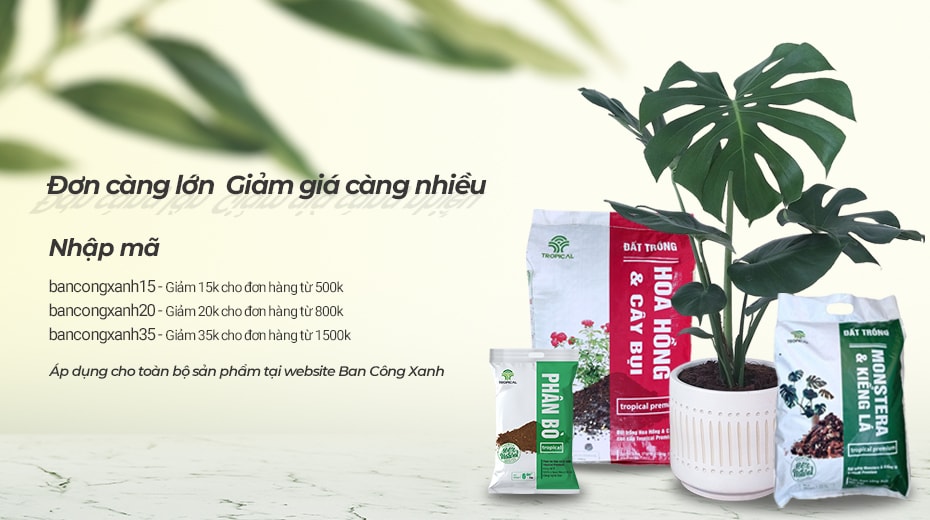 Đơn càng lớn Giảm giá càng nhiều
Nhập mã
bancongxanh15 - Giảm 15k cho đơn hàng từ 500k
bancongxanh20 - Giảm 20k cho đơn hàng từ 800k
bancongxanh35 - Giảm 35k cho đơn hàng từ 1500k
Áp dụng cho toàn bộ sản phẩm tại website Ban Công Xanh
TROPICAL
ĐẤT TRỒNG
HOA HỒNG
& CÂY BỤI
tropical premium
TROPICAL
PHÂN BÒ
tropical
TROPICAL
ĐẤT TRỒNG
MONSTERA
& KIỂNG LÁ
tropical premium